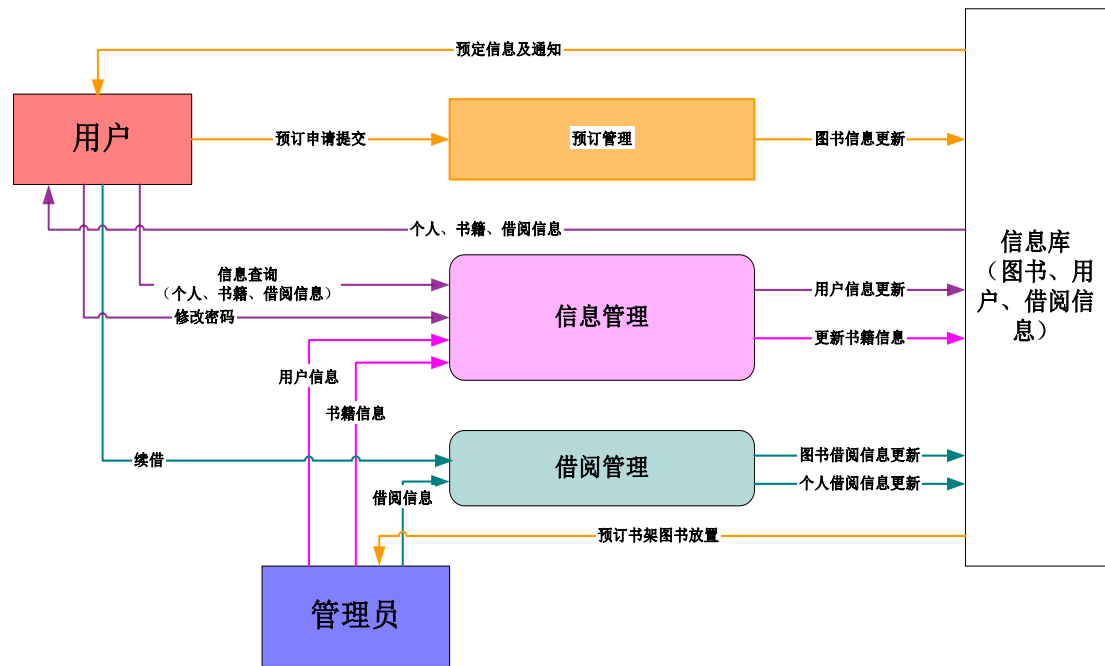 预定信息及通知
用户
预订申请提交
预订管理
图书信息更新
个人、书籍、借阅信息
信息库
（图书、用
户、借阅信
息）
信息查询
（个人、书籍、借阅信息）
修改密码
信息管理
用户信息更新
更新书籍信息
用户信息
书籍信息
续借
借阅管理
图书借阅信息更新
个人借阅信息更新
借阅信息
预订书架图书放置
管理员